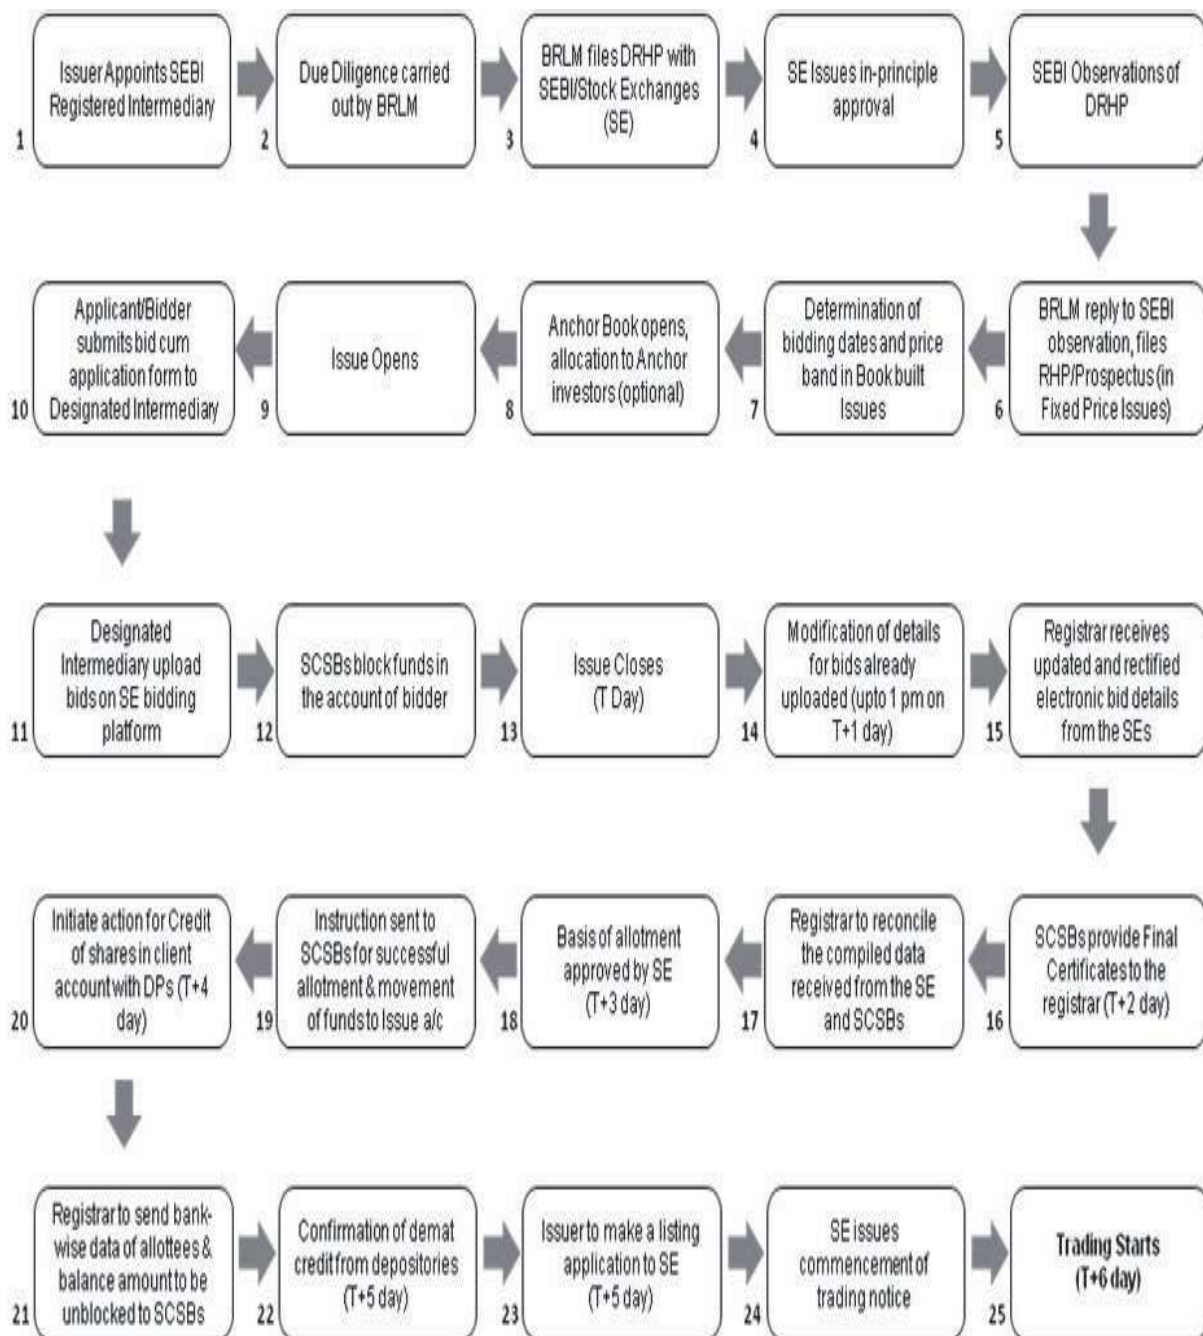 Issuer Appoints SEBI
Registered Intermediary
1
Due Diligence carried
out by BRLM
2
BRLM files DRHP with
SEBI/Stock Exchanges
(SE)
3
SE Issues in-principle
approval
4
SEBI Observations of
DRHP
5
BRLM reply to SEBI
observation, files
RHP/Prospectus (in
Fixed Price Issues)
6
Determination of
bidding dates and price
band in Book built
Issues
7
Anchor Book opens,
allocation to Anchor
investors (optional)
8
Issue Opens
9
Applicant/Bidder
submits bid cum
application form to
Designated Intermediary
10
Designated
Intermediary upload
bids on SE bidding
platform
11
SCSBs block funds in
the account of bidder
12
Issue Closes
(T Day)
13
Modification of details
for bids already
uploaded (upto 1 pm on
T+1 day)
14
Registrar receives
updated and rectified
electronic bid details
from the SEs
15
SCSBs provide Final
Certificates to the
registrar (T+2 day)
16
Registrar to reconcile
the compiled data
received from the SE
and SCSBs
17
Basis of allotment
approved by SE
(T+3 day)
18
Instruction sent to
SCSBs for successful
allotment & movement
of funds to Issue a/c
19
Initiate action for Credit
of shares in client
account with DPs (T+4
day)
20
Registrar to send bank-
wise data of allottees &
balance amount to be
unblocked to SCSBs
21
Confirmation of demat
credit from depositories
(T+5 day)
22
Issuer to make a listing
application to SE
(T+5 day)
23
SE issues
commencement of
trading notice
24
Trading Starts
(T+6 day)
25